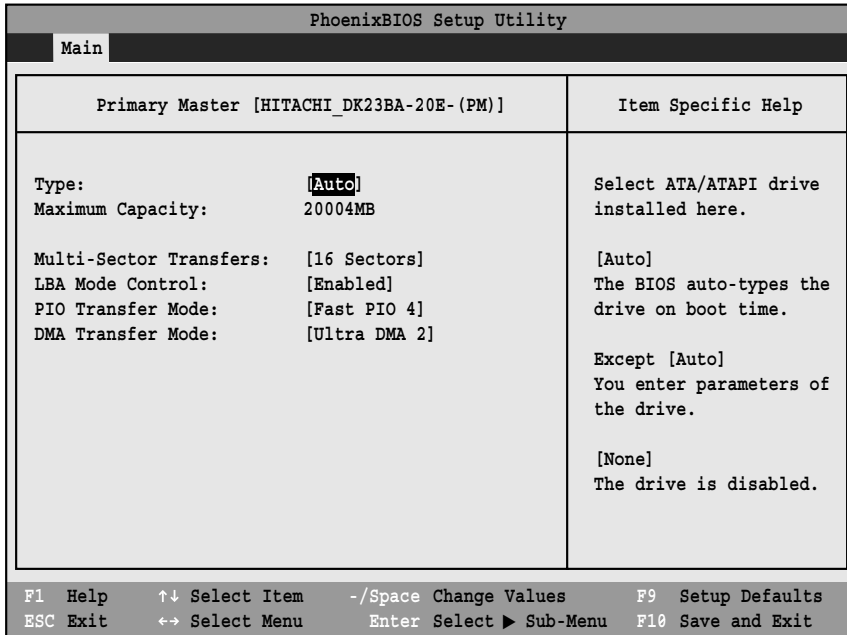 PhoenixBIOS Setup Utility
Main
Primary Master [HITACHI_DK23BA-20E-(PM)]
Item Specific Help
Type: [Auto]
Maximum Capacity: 20004MB
Multi-Sector Transfers: [16 Sectors]
LBA Mode Control: [Enabled]
PIO Transfer Mode: [Fast PIO 4]
DMA Transfer Mode: [Ultra DMA 2]
Select ATA/ATAPI drive
installed here.
[Auto]
The BIOS auto-types the
drive on boot time.
Except [Auto]
You enter parameters of
the drive.
[None]
The drive is disabled.
F1 Help ↑↓ Select Item -/Space Change Values F9 Setup Defaults
ESC Exit ←→ Select Menu Enter Select ▶ Sub-Menu F10 Save and Exit